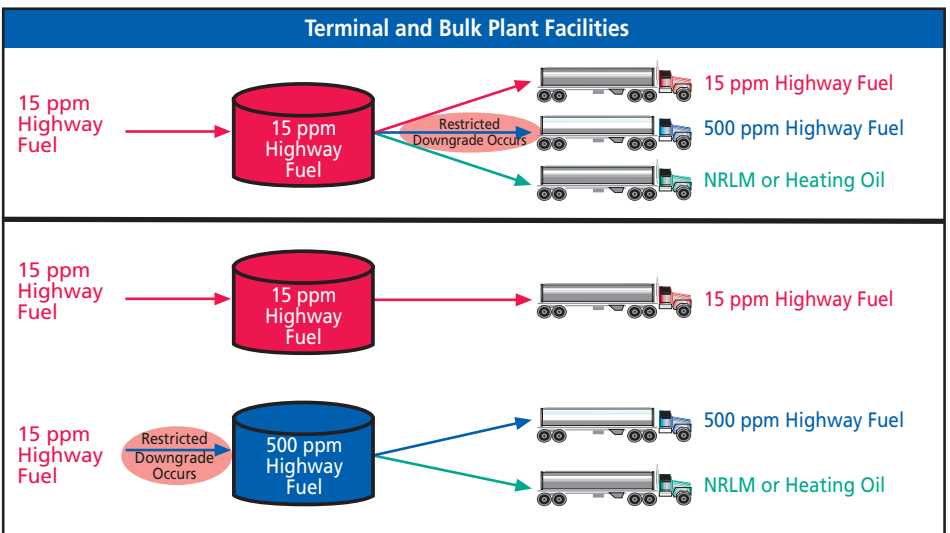 Terminal and Bulk Plant Facilities
15 ppm
Highway
Fuel
15 ppm
Highway
Fuel
Restricted
Downgrade Occurs
15 ppm Highway Fuel
500 ppm Highway Fuel
NRLM or Heating Oil
15 ppm
Highway
Fuel
15 ppm
Highway
Fuel
15 ppm Highway Fuel
15 ppm
Highway
Fuel
Restricted
Downgrade
Occurs
500 ppm
Highway
Fuel
500 ppm Highway Fuel
NRLM or Heating Oil